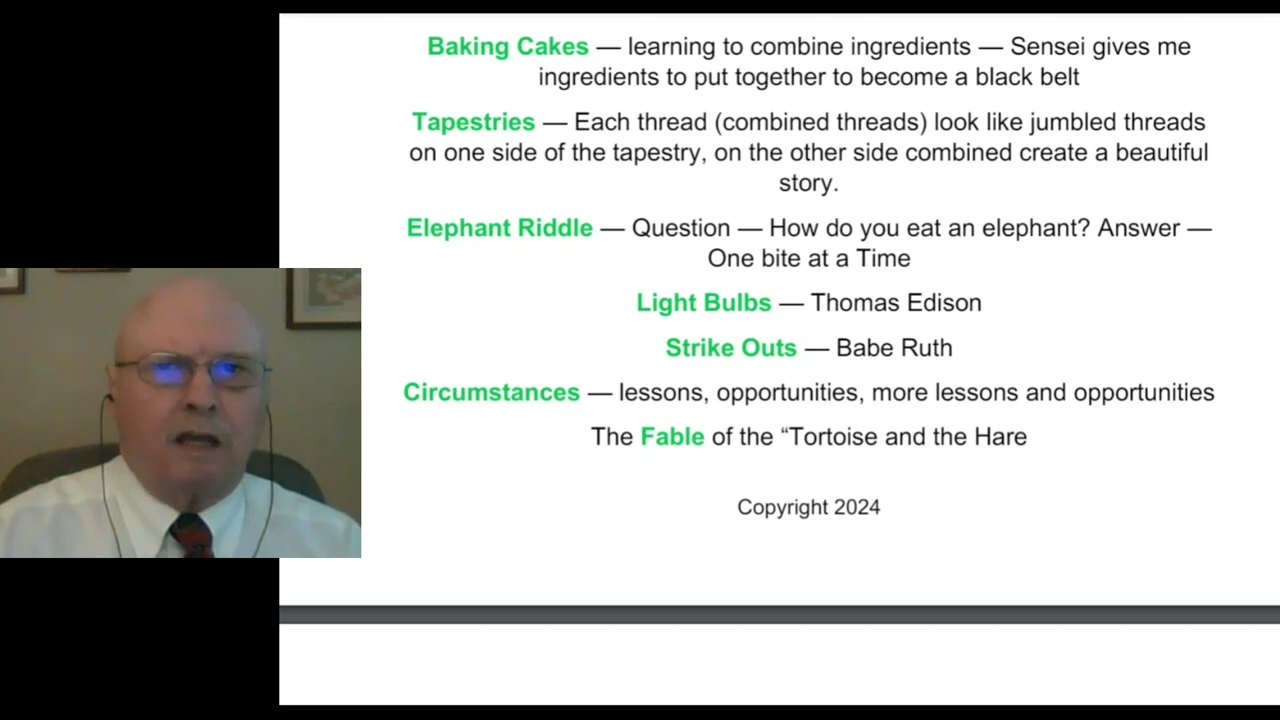 Baking Cakes — learning to combine ingredients — Sensei gives me
ingredients to put together to become a black belt
Tapestries — Each thread (combined threads) look like jumbled threads
on one side of the tapestry, on the other side combined create a beautiful
story.
Elephant Riddle — Question — How do you eat an elephant? Answer —
One bite at a Time
Light Bulbs — Thomas Edison
Strike Outs — Babe Ruth
Circumstances — lessons, opportunities, more lessons and opportunities
The Fable of the “Tortoise and the Hare
Copyright 2024